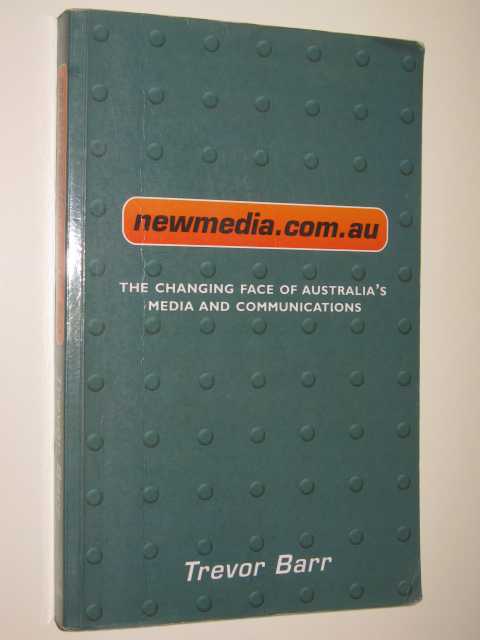 newmedia.com.au
THE CHANGING FACE OF AUSTRALIA'S
MEDIA AND COMMUNICATIONS
Trevor Barr